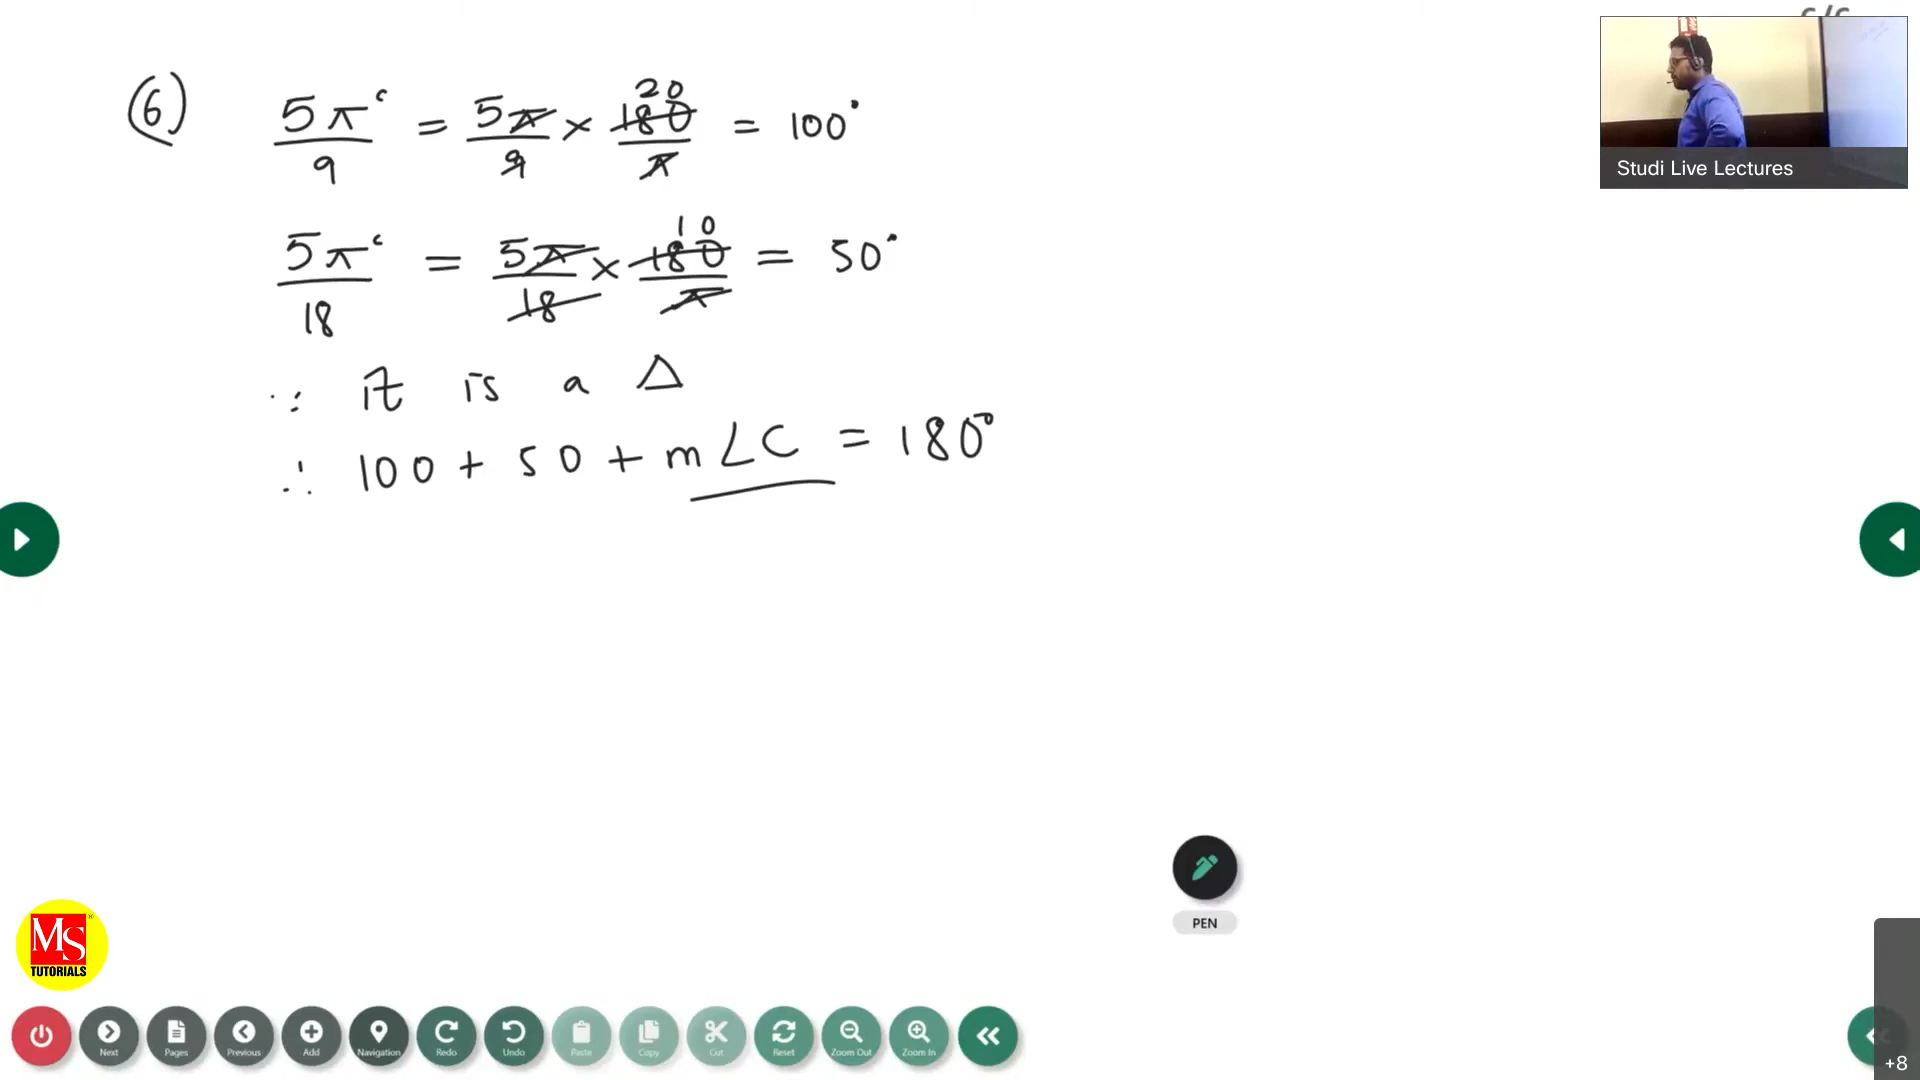 (6) 5π^c/9 = 5π/9 × 180/π = 100°
20
5π^c/18 = 5π/18 × 180/π = 50°
10
∵ it is a Δ
∴ 100 + 50 + m∠C = 180°
Studi Live Lectures
PEN
MS®
TUTORIALS
Next Pages Previous Add Navigation Redo Undo Paste Copy Cut Reset Zoom Out Zoom In
+8